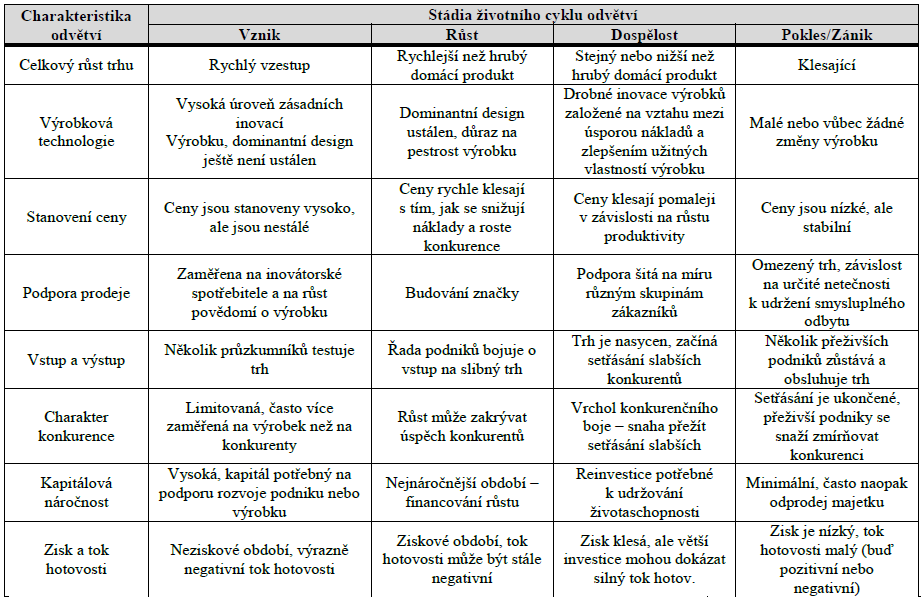 Charakteristika
odvětví
Stádia životního cyklu odvětví
Vznik
Růst
Dospělost
Pokles/Zánik
Celkový růst trhu
Rychlý vzestup
Rychlejší než hrubý
domácí produkt
Stejný nebo nižší než
hrubý domácí produkt
Klesající
Výrobková
technologie
Vysoká úroveň zásadních
inovací
Výrobku, dominantní design
ještě není ustálen
Dominantní design
ustálen, důraz na
pestrost výrobku
Drobné inovace výrobků
založené na vztahu mezi
úsporou nákladů a
zlepšením užitných
vlastností výrobku
Malé nebo vůbec žádné
změny výrobku
Stanovení ceny
Ceny jsou stanoveny vysoko,
ale jsou nestálé
Ceny rychle klesají
s tím, jak se snižují
náklady a roste
konkurence
Ceny klesají pomaleji
v závislosti na růstu
produktivity
Ceny jsou nízké, ale
stabilní
Podpora prodeje
Zaměřena na inovátorské
spotřebitele a na růst
povědomí o výrobku
Budování značky
Podpora šitá na míru
různým skupinám
zákazníků
Omezený trh, závislost
na určité netečnosti
k udržení smysluplného
odbytu
Vstup a výstup
Několik průzkumníků testuje
trh
Řada podniků bojuje o
vstup na slibný trh
Trh je nasycen, začíná
setřásání slabších
konkurentů
Několik přeživších
podniků zůstává a
obsluhuje trh
Charakter
konkurence
Limitovaná, často více
zaměřená na výrobek než na
konkurenty
Růst může zakrývat
úspěch konkurentů
Vrchol konkurenčního
boje – snaha přežít
setřásání slabších
Setřásání je ukončené,
přeživší podniky se
snaží zmírňovat
konkurenci
Kapitálová
náročnost
Vysoká, kapitál potřebný na
podporu rozvoje podniku nebo
výrobku
Nejnáročnější období –
financování růstu
Reinvestice potřebné
k udržování
životaschopnosti
Minimální, často naopak
odprodej majetku
Zisk a tok
hotovosti
Neziskové období, výrazně
negativní tok hotovosti
Ziskové období, tok
hotovosti může být stále
negativní
Zisk klesá, ale větší
investice mohou dokázat
silný tok hotov.
Zisk je nízký, tok
hotovosti malý (buď
pozitivní nebo
negativní)